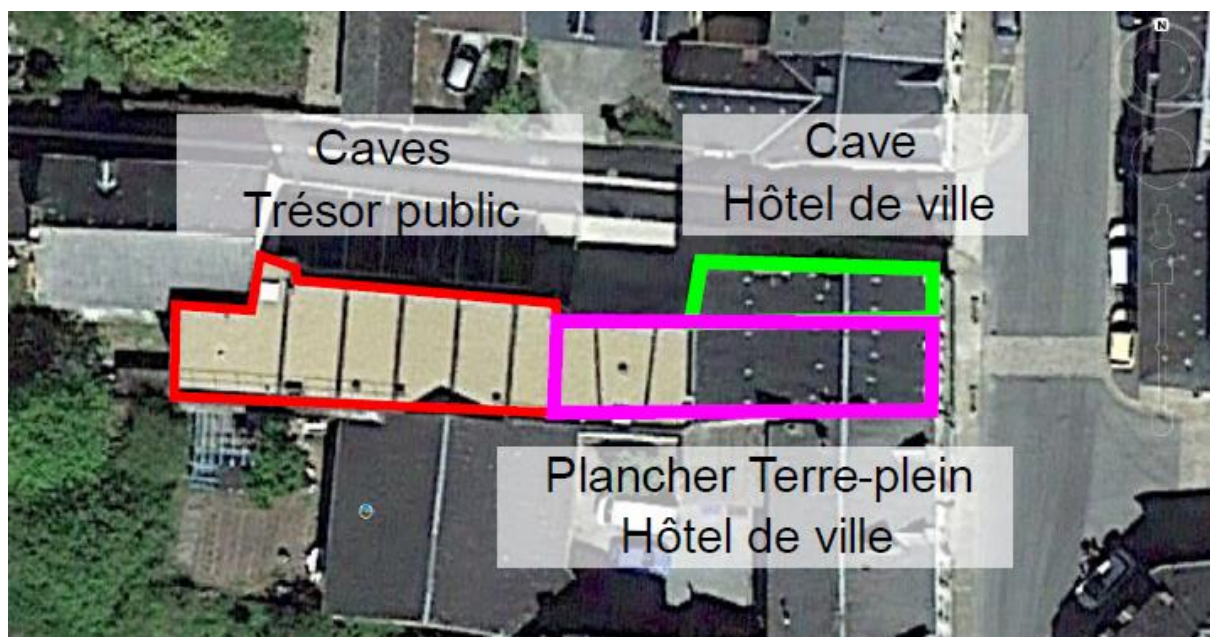 N
Caves
Trésor public
Cave
Hôtel de ville
Plancher Terre-plein
Hôtel de ville